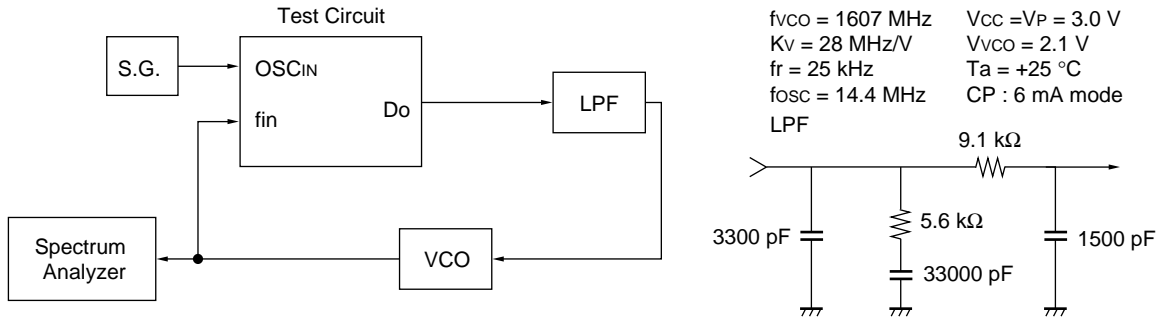 Test Circuit
S.G.
OSCIN
fin
Do
LPF
Spectrum
Analyzer
VCO
fVCO = 1607 MHz
KV = 28 MHz/V
fr = 25 kHz
fOSC = 14.4 MHz
VCC =VP = 3.0 V
VVCO = 2.1 V
Ta = +25 °C
CP : 6 mA mode
LPF
9.1 kΩ
3300 pF
5.6 kΩ
33000 pF
1500 pF